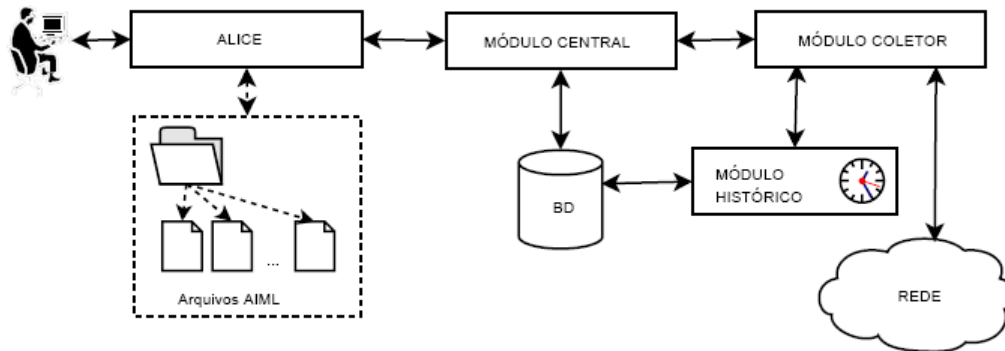 ALICE
MÓDULO CENTRAL
MÓDULO COLETOR
BD
MÓDULO
HISTÓRICO
...
Arquivos AIML
REDE